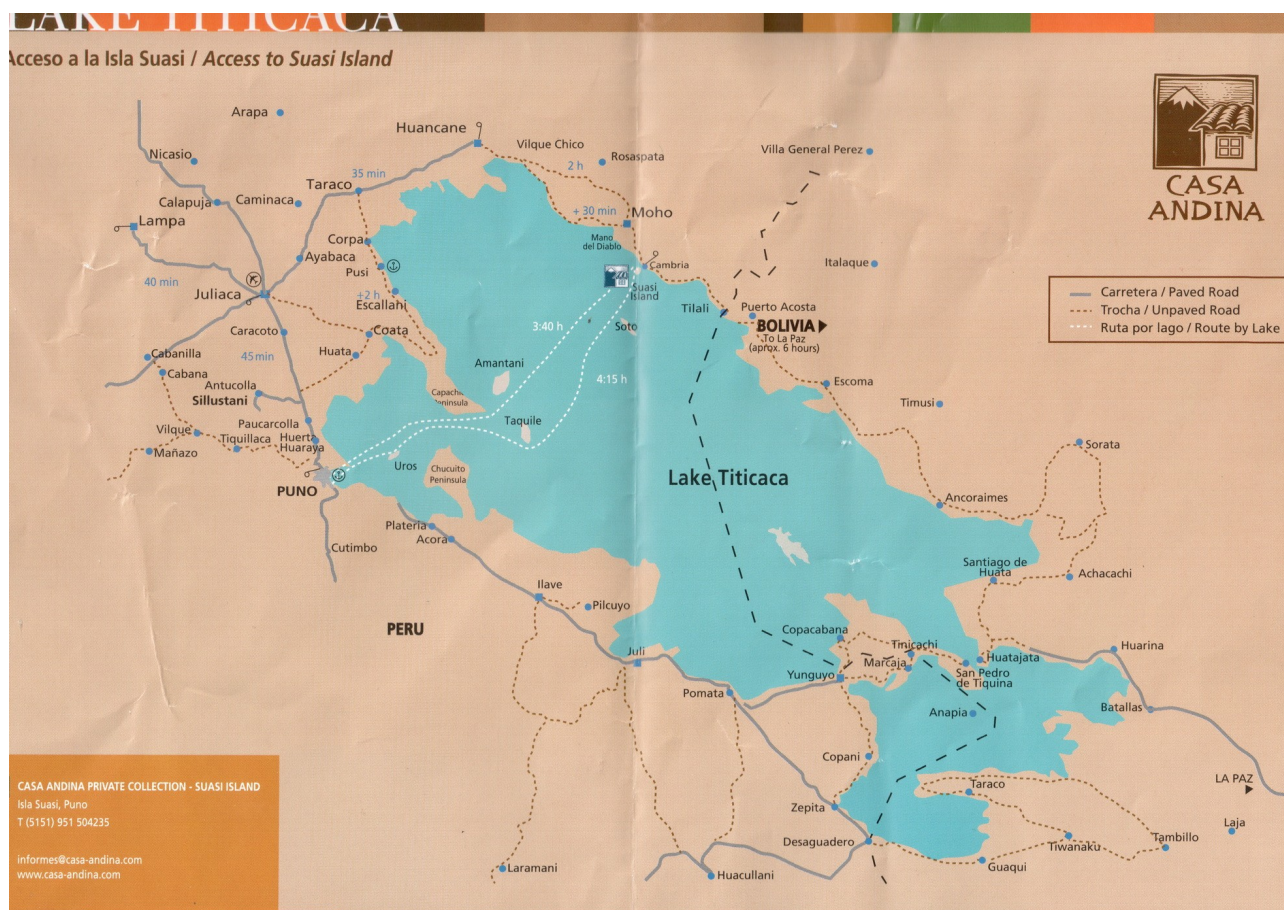 LAKE TITICACA
Acceso a la Isla Suasi / Access to Suasi Island
CASA
ANDINA
Arapa
Huancane
Vilque Chico
Rosaspata
Villa General Perez
Nicasio
2 h
35 min
Taraco
Calapuja
Caminaca
+ 30 min
Moho
Lampa
Mano
del Diablo
Corpa
Ayabaca
Pusi
Cambria
Italaque
40 min
Juliaca
+2 h
Escallani
Suasi
Island
Carretera / Paved Road
Trocha / Unpaved Road
Ruta por lago / Route by Lake
Tilali
Puerto Acosta
BOLIVIA
To La Paz
(aprox. 6 hours)
3:40 h
Soto
Caracoto
Coata
45min
Huata
Cabanilla
Cabana
Amantani
4:15 h
Antucolla
Sillustani
Capachica
Peninsula
Escoma
Timusi
Paucarcolla
Taquile
Vilque
Tiquillaca
Huerta
Huaraya
Mañazo
Sorata
Uros
Chucuito
Peninsula
Lake Titicaca
PUNO
Ancoraimes
Plateria
Acora
Cutimbo
Santiago de
Huata
Achacachi
Ilave
Pilcuyo
PERU
Copacabana
Juli
Tinicachi
Marcaja
Huatajata
Huarina
Yunguyo
San Pedro
de Tiquina
Pomata
Anapia
Batallas
Copani
LA PAZ
Taraco
Zepita
Laja
Desaguadero
Tiwanaku
Tambillo
Guaqui
Laramani
Huacullani
CASA ANDINA PRIVATE COLLECTION - SUASI ISLAND
Isla Suasi, Puno
T (5151) 951 504235
informes@casa-andina.com
www.casa-andina.com